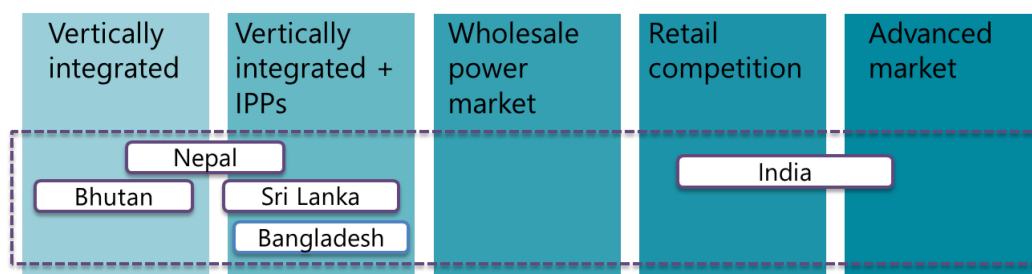 Vertically
integrated
Vertically
integrated +
IPPs
Wholesale
power
market
Retail
competition
Advanced
market
Nepal
India
Bhutan
Sri Lanka
Bangladesh